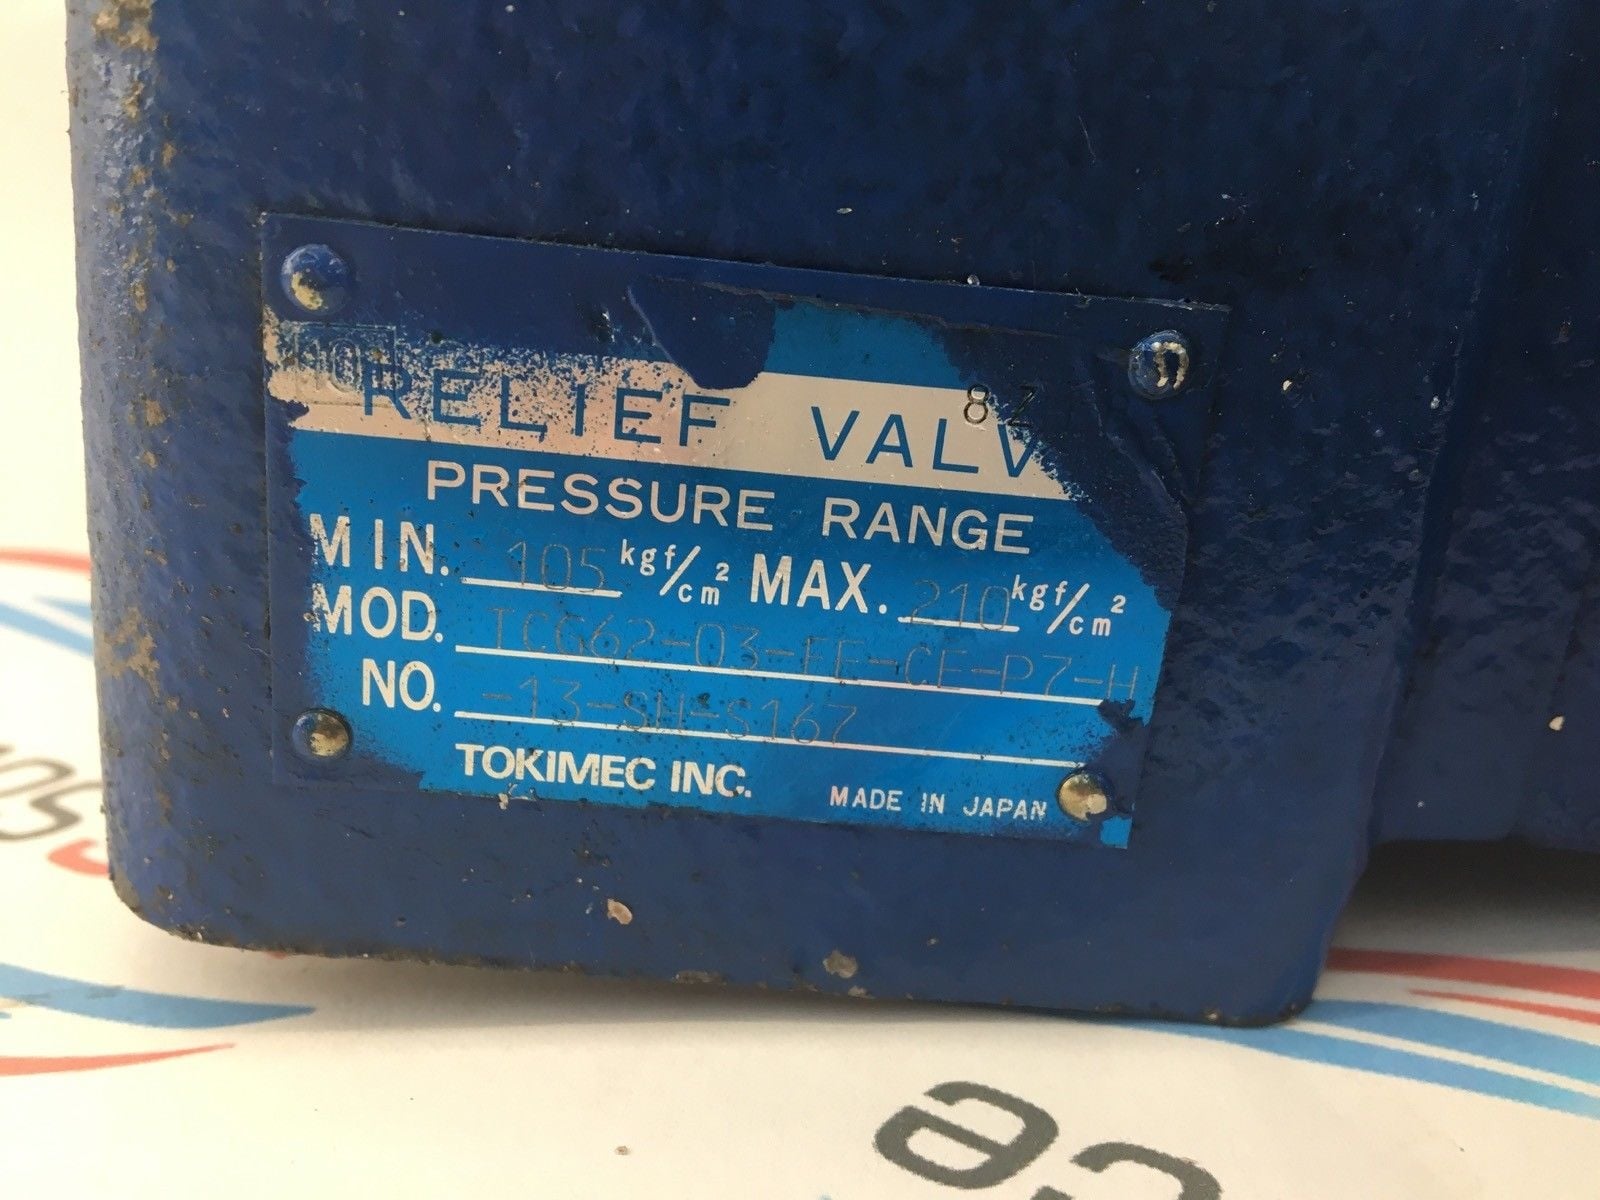 RELIEF VALV
8Z
PRESSURE RANGE
MIN. 105 kgf/cm² MAX. 210 kgf/cm²
MOD. TCG62-03-FE-CE-P7-H
NO. -13-SH-S167
TOKIMEC INC. MADE IN JAPAN